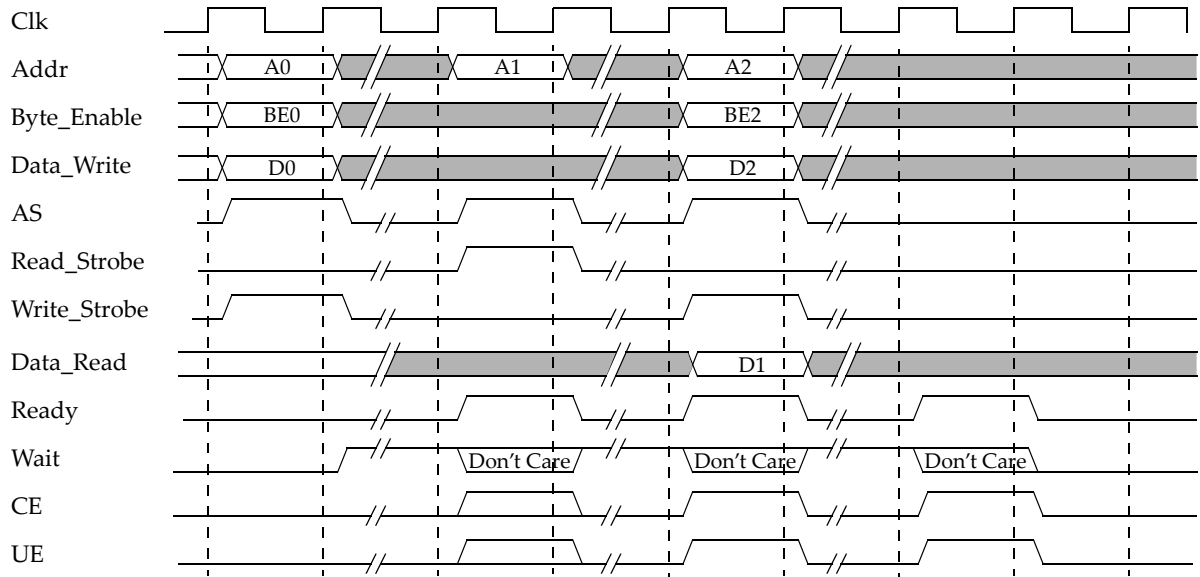 Clk
Addr A0 A1 A2
Byte_Enable BE0 BE2
Data_Write D0 D2
AS
Read_Strobe
Write_Strobe
Data_Read D1
Ready
Wait Don't Care Don't Care Don't Care
CE
UE